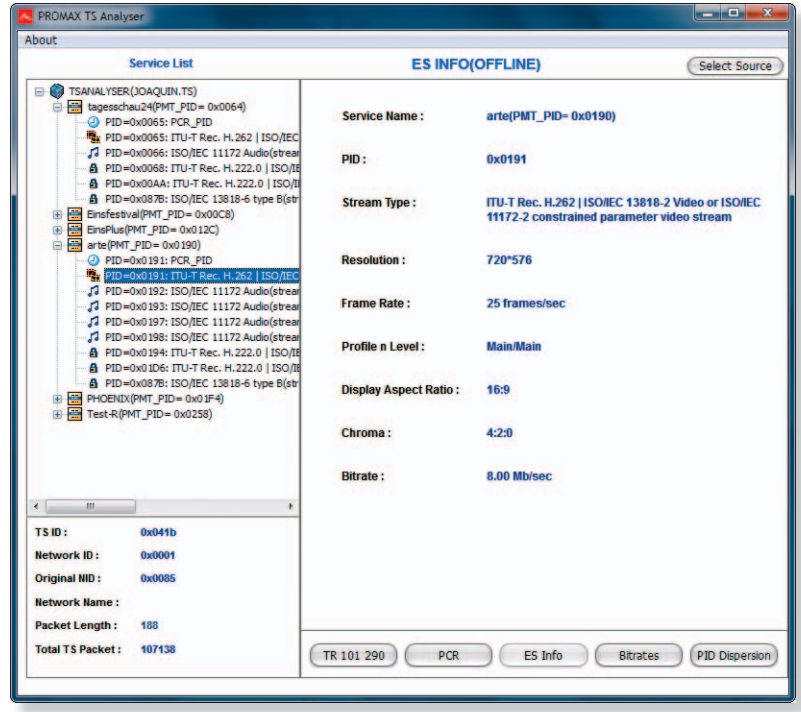 PROMAX TS Analyser
About
Service List
ES INFO(OFFLINE)
Select Source
TSANALYSER(JOAQUIN.TS)
tagesschau24(PMT_PID= 0x0064)
PID=0x0065: PCR_PID
PID=0x0065: ITU-T Rec. H.262 | ISO/IEC
PID=0x0066: ISO/IEC 11172 Audio(strear
PID=0x0068: ITU-T Rec. H.222.0 | ISO/IE
PID=0x00AA: ITU-T Rec. H.222.0 | ISO/I
PID=0x087B: ISO/IEC 13818-6 type B(str
Einsfestival(PMT_PID= 0x00C8)
EinsPlus(PMT_PID= 0x012C)
arte(PMT_PID= 0x0190)
PID=0x0191: PCR_PID
PID=0x0191: ITU-T Rec. H.262 | ISO/IEC
PID=0x0192: ISO/IEC 11172 Audio(strear
PID=0x0193: ISO/IEC 11172 Audio(strear
PID=0x0197: ISO/IEC 11172 Audio(strear
PID=0x0198: ISO/IEC 11172 Audio(strear
PID=0x0194: ITU-T Rec. H.222.0 | ISO/IE
PID=0x01D6: ITU-T Rec. H.222.0 | ISO/I
PID=0x087B: ISO/IEC 13818-6 type B(str
PHOENIX(PMT_PID= 0x01F4)
Test-R(PMT_PID= 0x0258)
TS ID : 0x041b
Network ID : 0x0001
Original NID : 0x0085
Network Name :
Packet Length : 188
Total TS Packet : 107138
Service Name : arte(PMT_PID= 0x0190)
PID : 0x0191
Stream Type : ITU-T Rec. H.262 | ISO/IEC 13818-2 Video or ISO/IEC
11172-2 constrained parameter video stream
Resolution : 720*576
Frame Rate : 25 frames/sec
Profile n Level : Main/Main
Display Aspect Ratio : 16:9
Chroma : 4:2:0
Bitrate : 8.00 Mb/sec
TR 101 290
PCR
ES Info
Bitrates
PID Dispersion